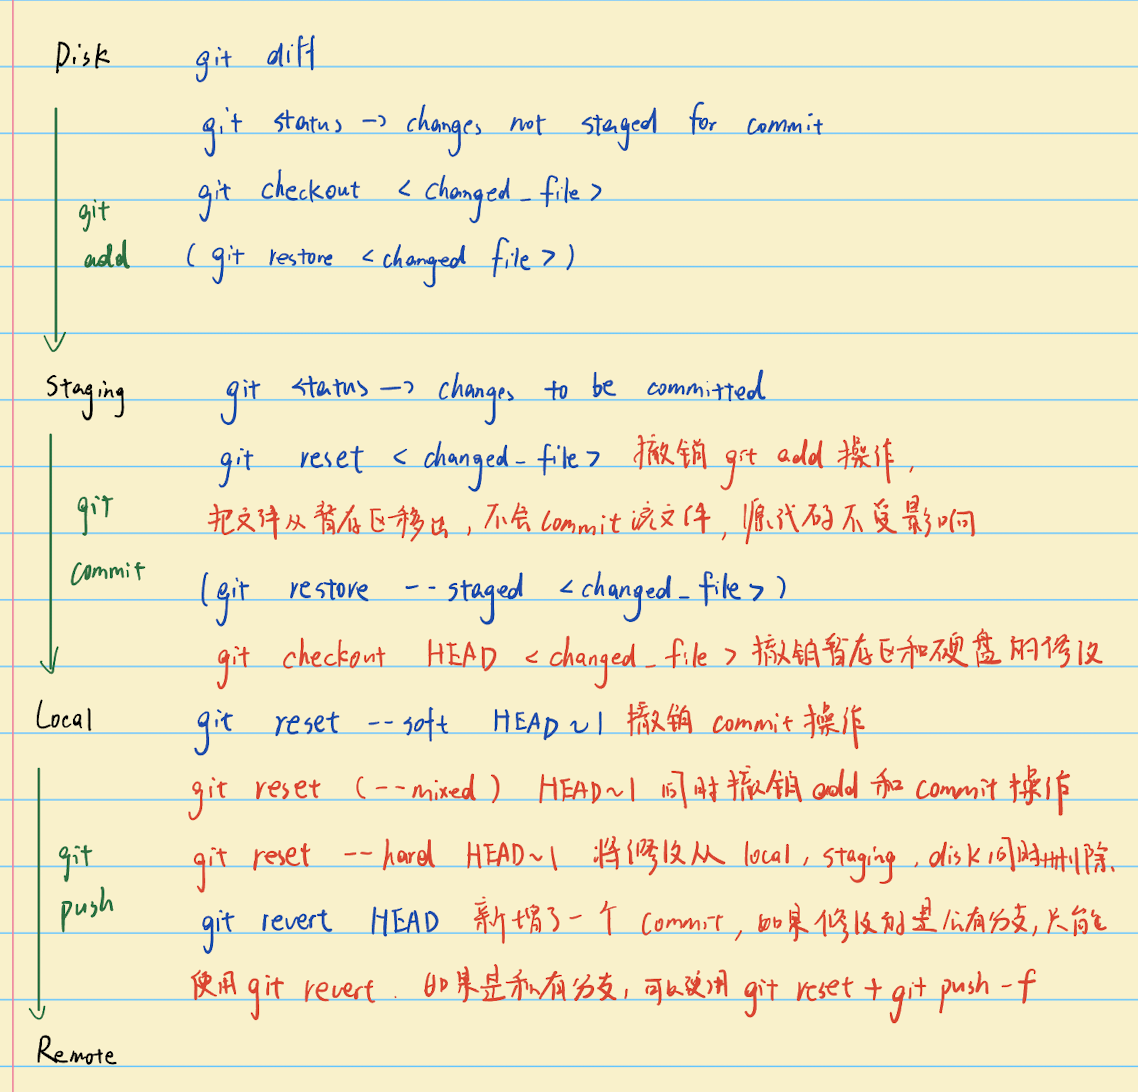 Disk git diff
git status -> changes not staged for commit
git checkout < changed_file >
git
add (git restore < changed file >)
Staging git status -> changes to be committed
git reset < changed_file > 撤销 git add 操作,
git 把文件从暂存区移出, 不会 commit 该文件, 源代码不受影响
commit (git restore --staged <changed_file>)
git checkout HEAD < changed_file > 撤销暂存区和硬盘的修改
Local git reset --soft HEAD~1 撤销 commit 操作
git reset (--mixed) HEAD~1 同时撤销 add 和 commit 操作
git git reset --hard HEAD~1 将修改从 local, staging, disk 同时删除.
push git revert HEAD 新增了一个 commit, 如果修改的是公有分支, 只能
使用 git revert. 如果是私有分支, 可以使用 git reset + git push -f
Remote